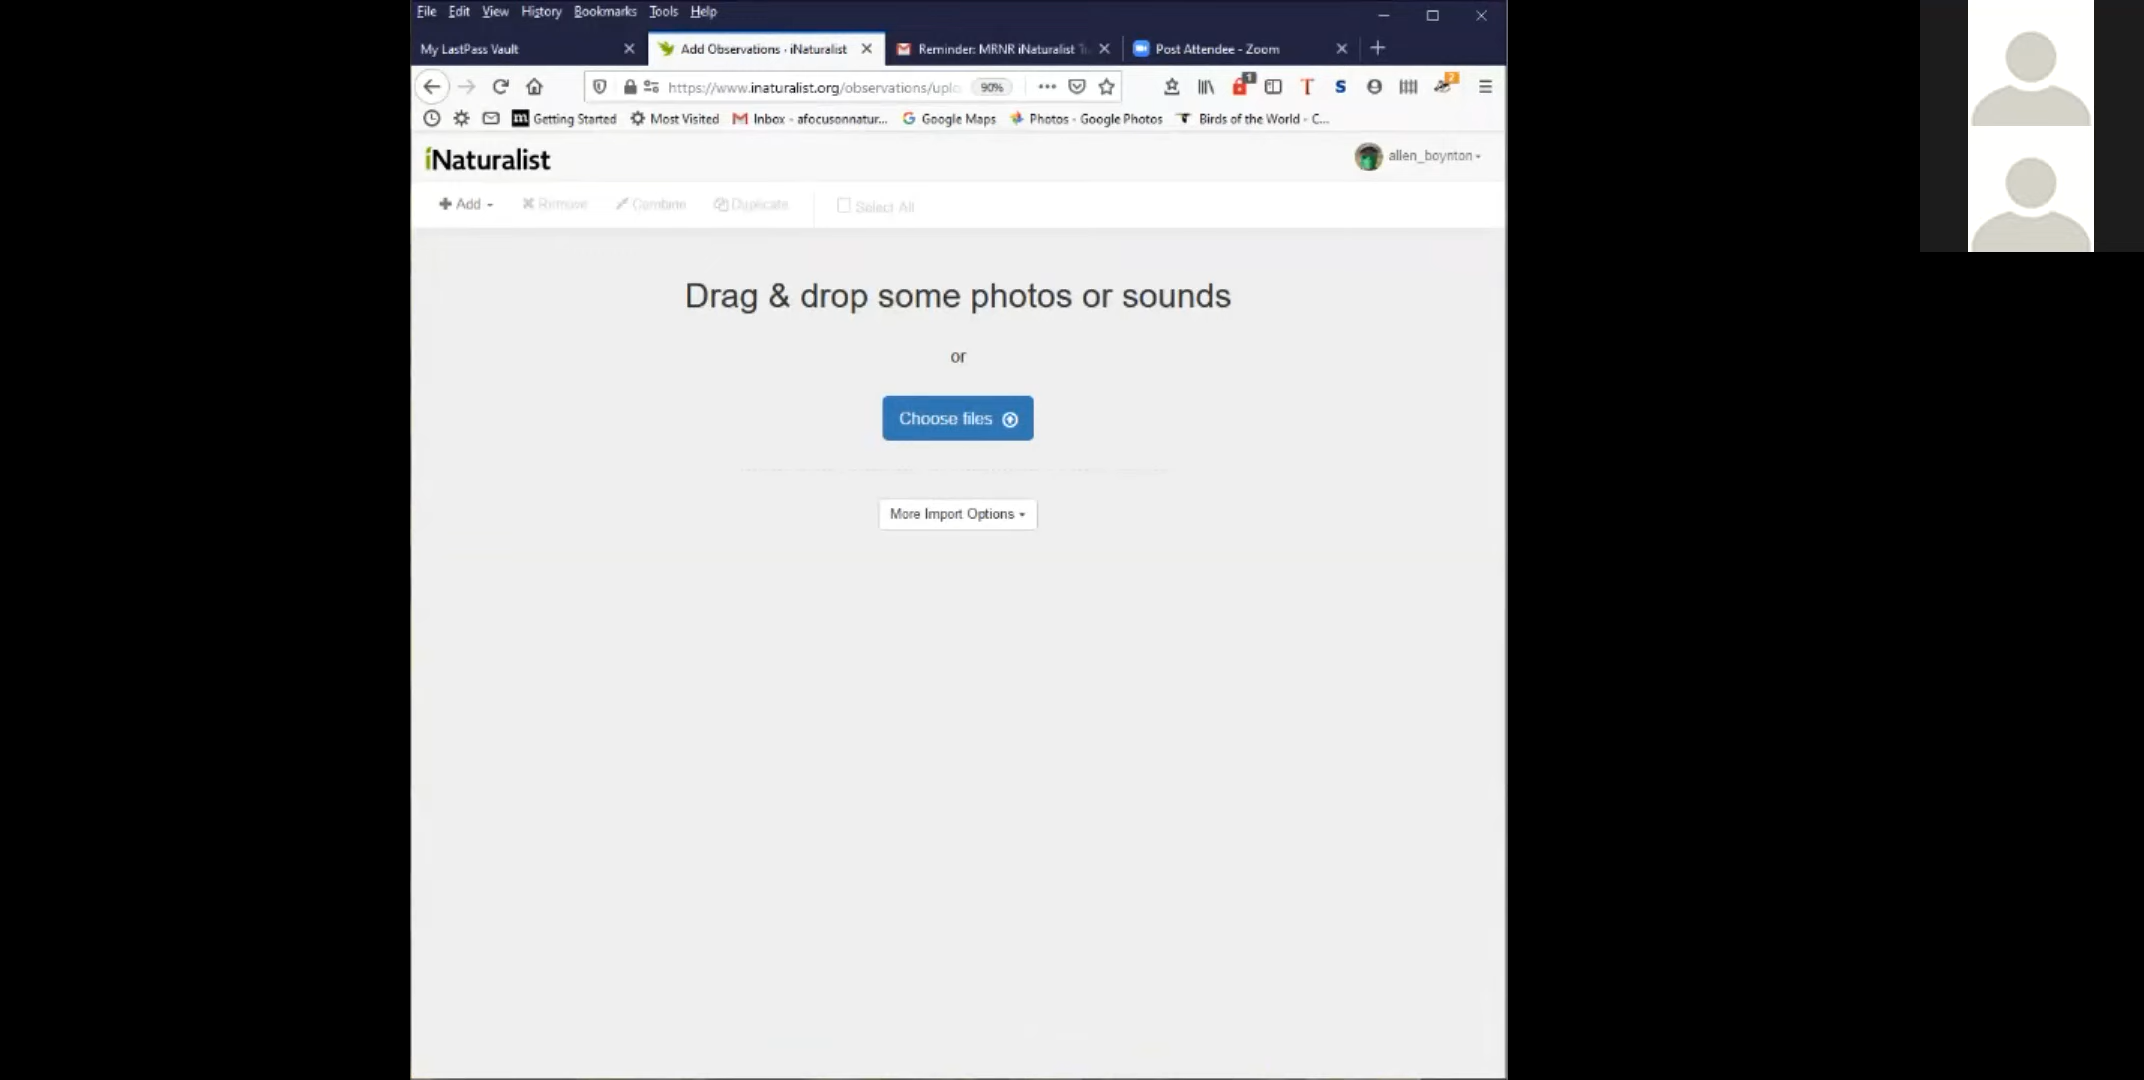 File Edit View History Bookmarks Tools Help
My LastPass Vault
Add Observations · iNaturalist
Reminder: MRNR iNaturalist
Post Attendee - Zoom
https://www.inaturalist.org/observations/uplo
90%
1
T
S
2
m Getting Started
Most Visited
Inbox - afocusonnatur...
Google Maps
Photos - Google Photos
Birds of the World - C...
iNaturalist
allen_boynton
Add
Remove
Combine
Duplicate
Select All
Drag & drop some photos or sounds
or
Choose files
More Import Options